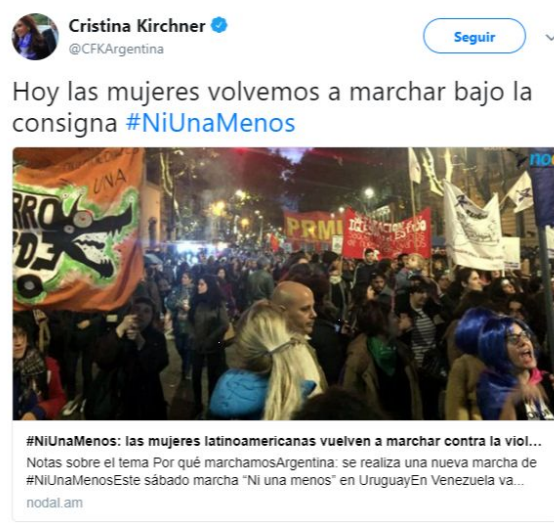 Cristina Kirchner
@CFKArgentina
Seguir
Hoy las mujeres volvemos a marchar bajo la
consigna #NiUnaMenos
UNA
PRML
#NiUnaMenos: las mujeres latinoamericanas vuelven a marchar contra la viol...
Notas sobre el tema Por qué marchamosArgentina: se realiza una nueva marcha de
#NiUnaMenosEste sábado marcha “Ni una menos” en UruguayEn Venezuela va...
nodal.am